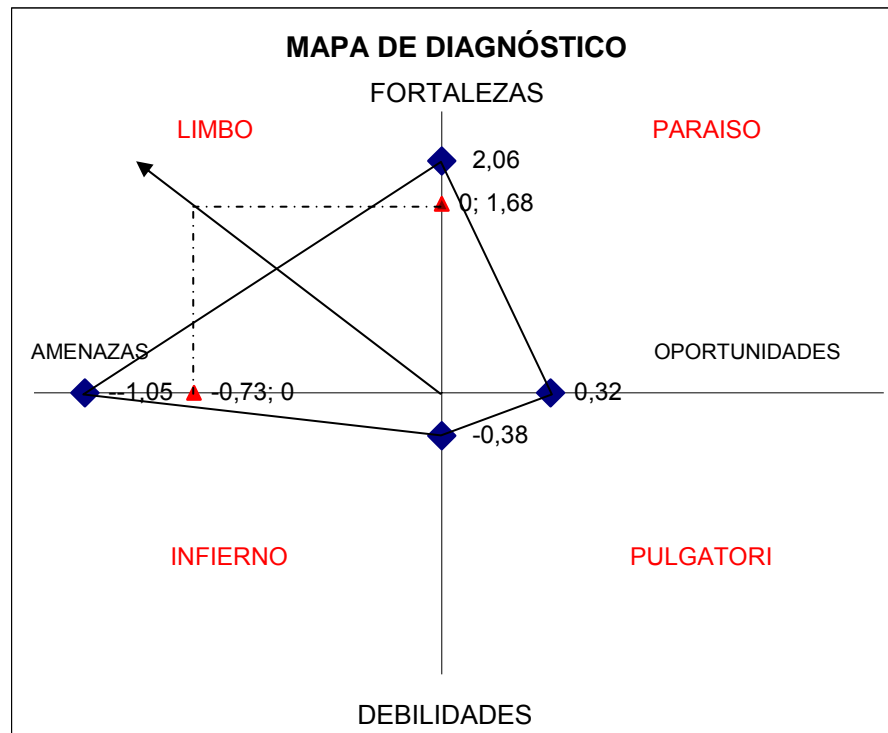 MAPA DE DIAGNÓSTICO
FORTALEZAS
LIMBO
PARAISO
2,06
0; 1,68
AMENAZAS
OPORTUNIDADES
--1,05
-0,73; 0
0,32
-0,38
INFIERNO
PULGATORI
DEBILIDADES